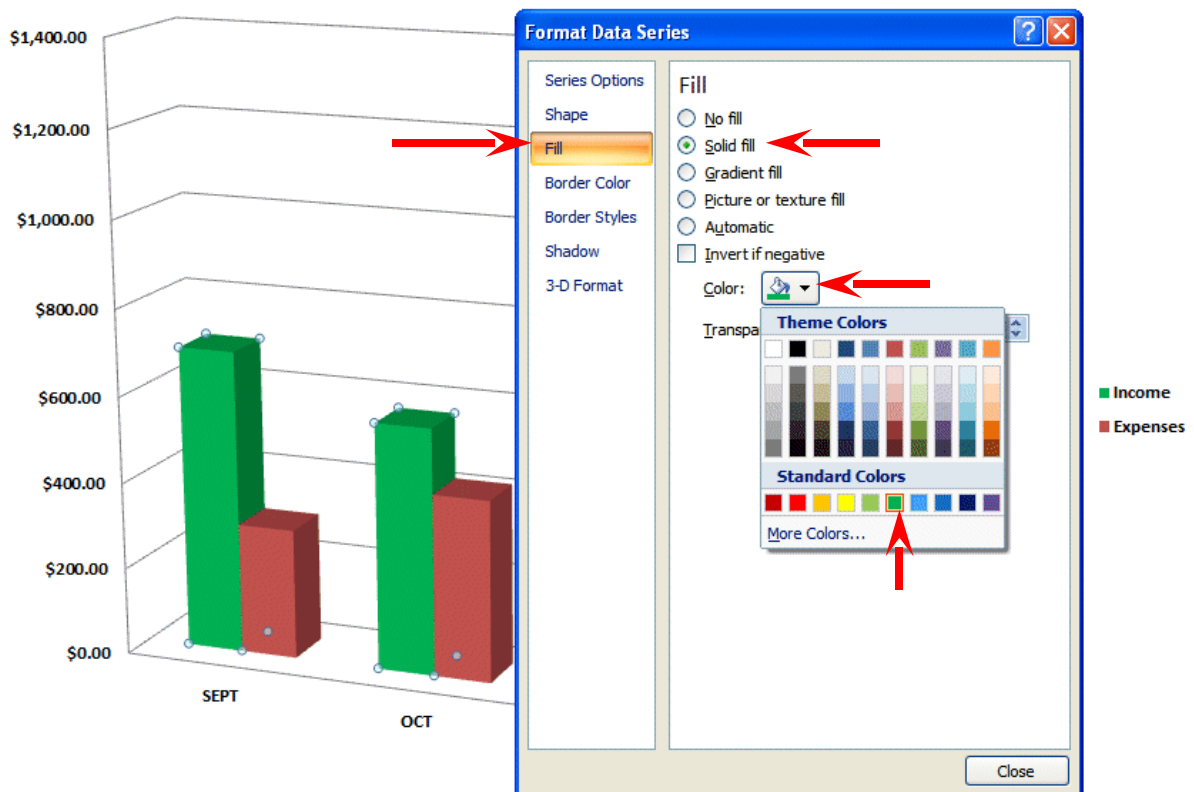 $1,400.00
$1,200.00
$1,000.00
$800.00
$600.00
$400.00
$200.00
$0.00
SEPT
OCT
Format Data Series
?
Series Options
Shape
Fill
Border Color
Border Styles
Shadow
3-D Format
Fill
No fill
Solid fill
Gradient fill
Picture or texture fill
Automatic
Invert if negative
Color:
Transpa
Theme Colors
Standard Colors
More Colors...
Close
Income
Expenses